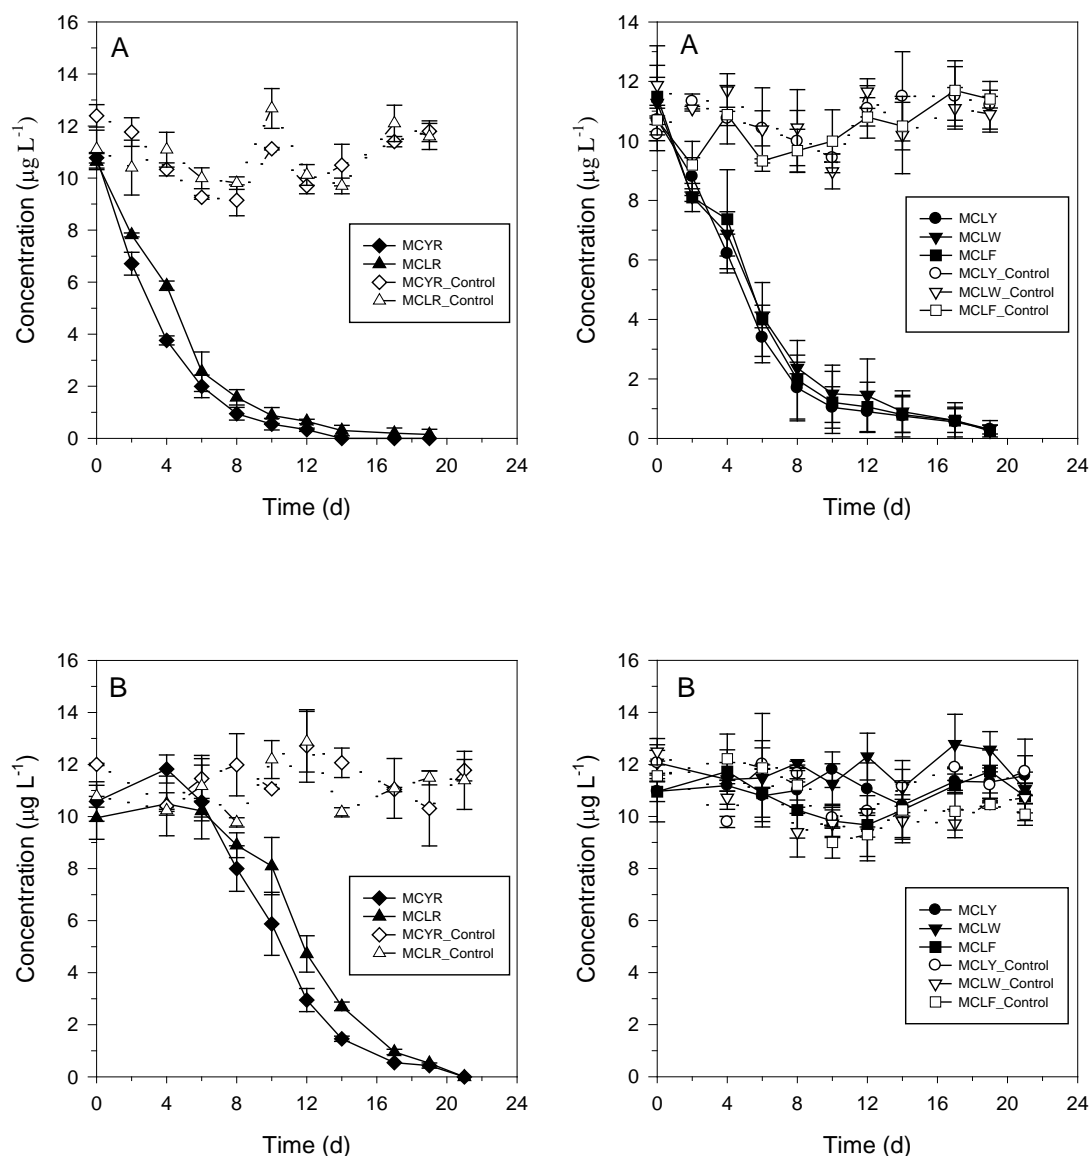 A
Concentration (µg L-1)
16
14
12
10
8
6
4
2
0
MCYR
MCLR
MCYR_Control
MCLR_Control
0 4 8 12 16 20 24
Time (d)
A
Concentration (µg L-1)
14
12
10
8
6
4
2
0
MCLY
MCLW
MCLF
MCLY_Control
MCLW_Control
MCLF_Control
0 4 8 12 16 20 24
Time (d)
B
Concentration (µg L-1)
16
14
12
10
8
6
4
2
0
MCYR
MCLR
MCYR_Control
MCLR_Control
0 4 8 12 16 20 24
Time (d)
B
Concentration (µg L-1)
16
14
12
10
8
6
4
2
0
MCLY
MCLW
MCLF
MCLY_Control
MCLW_Control
MCLF_Control
0 4 8 12 16 20 24
Time (d)